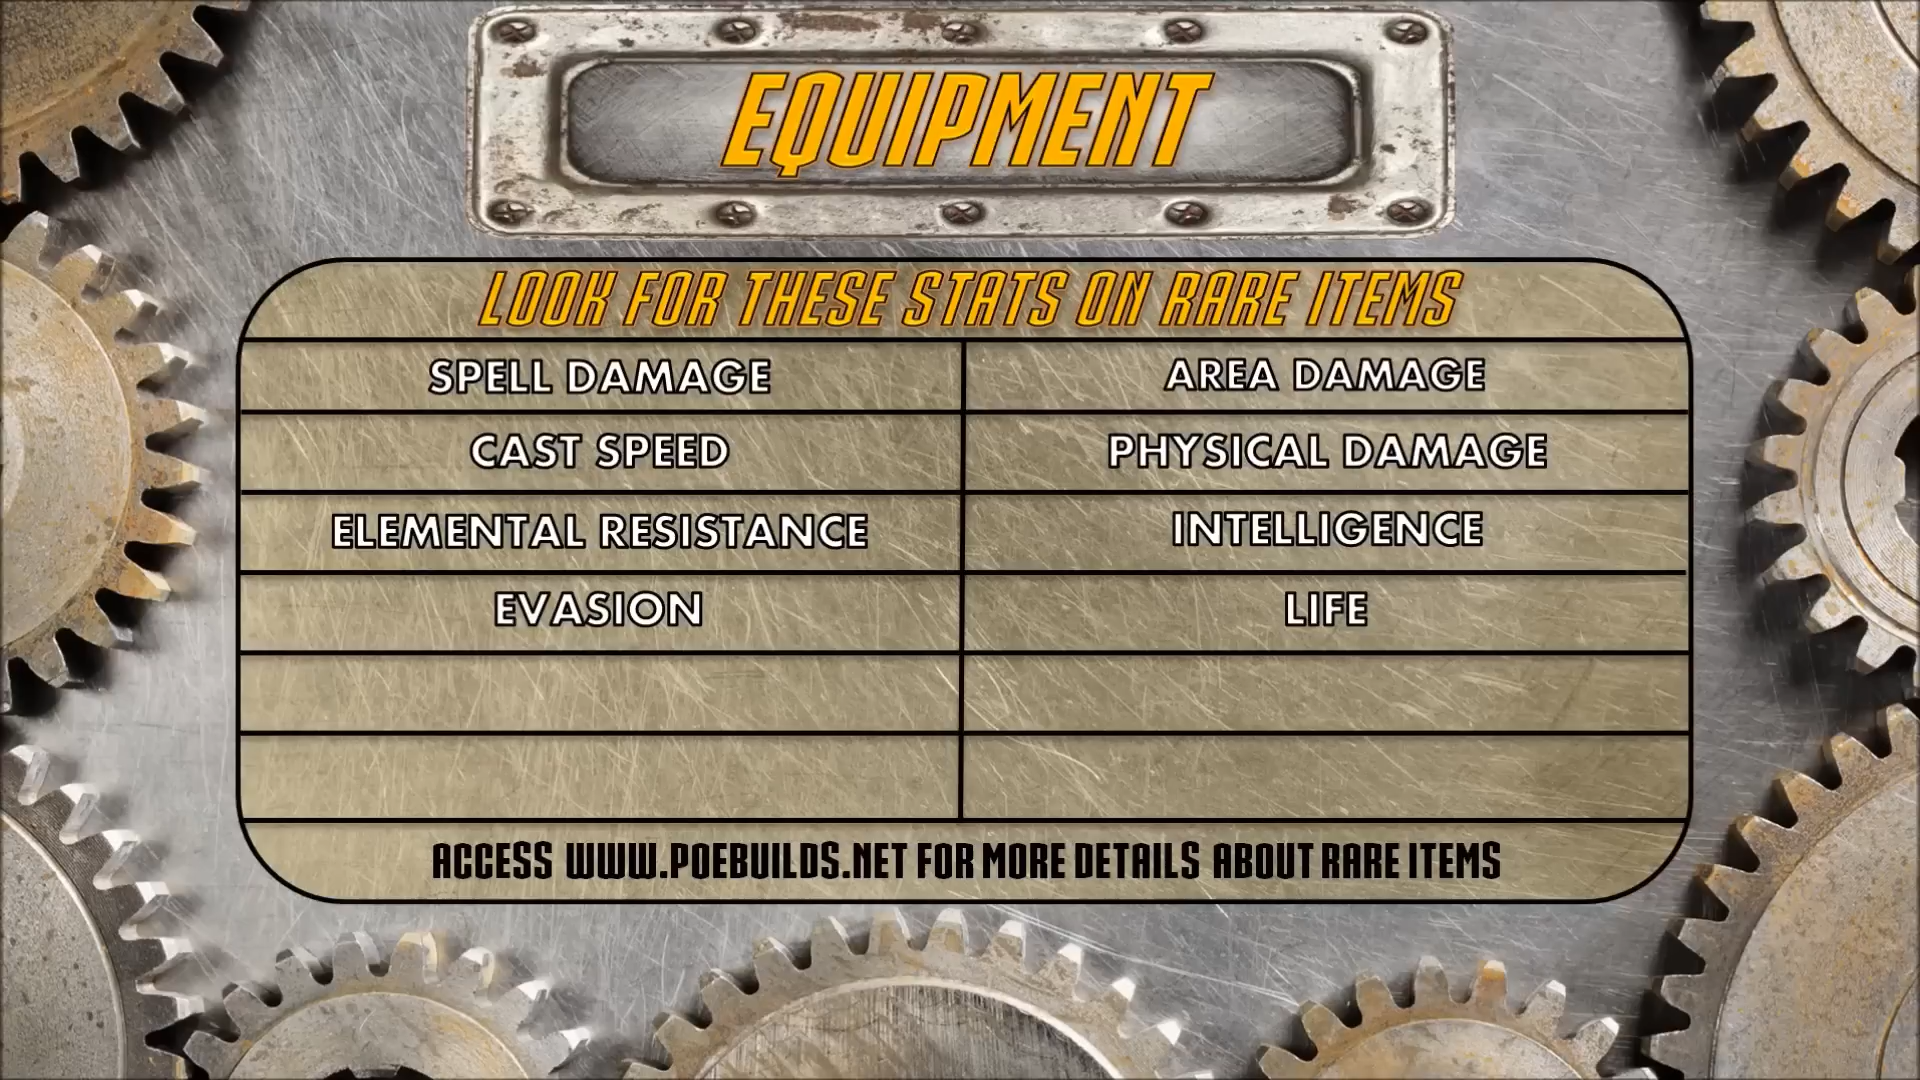 EQUIPMENT
LOOK FOR THESE STATS ON RARE ITEMS
SPELL DAMAGE
AREA DAMAGE
CAST SPEED
PHYSICAL DAMAGE
ELEMENTAL RESISTANCE
INTELLIGENCE
EVASION
LIFE
ACCESS WWW.POEBUILDS.NET FOR MORE DETAILS ABOUT RARE ITEMS